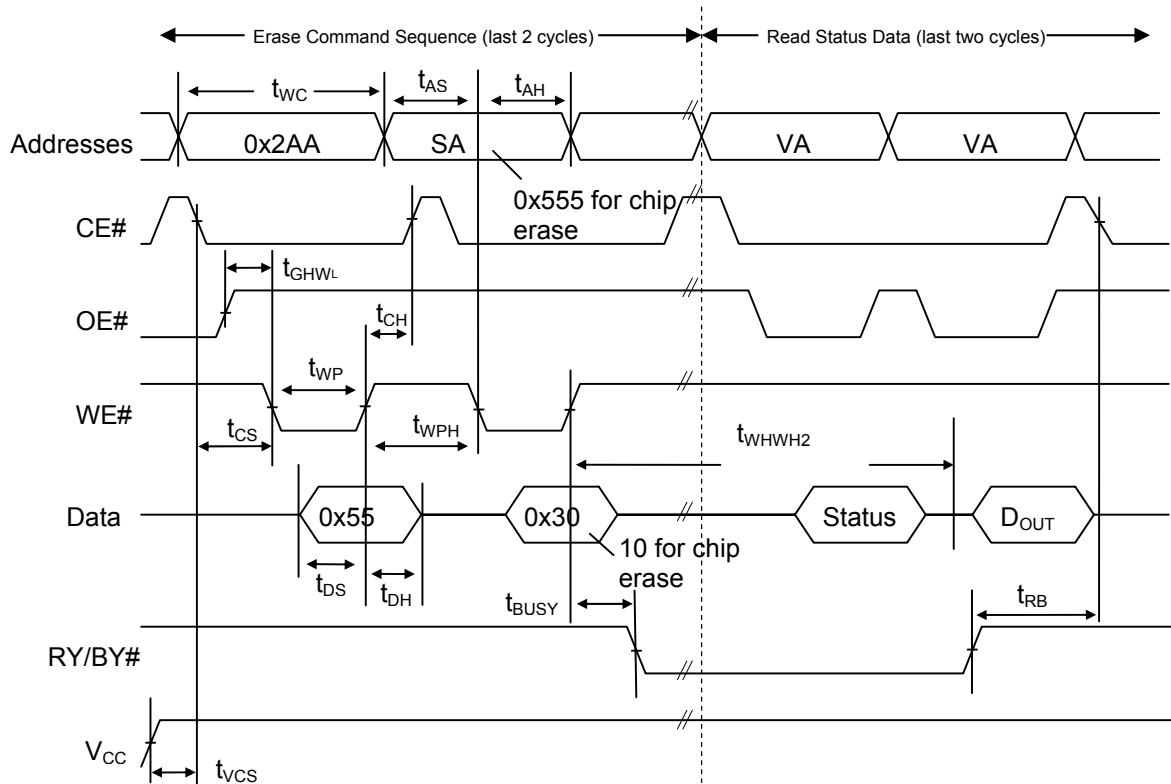 Erase Command Sequence (last 2 cycles)
Read Status Data (last two cycles)
tWC
tAS
tAH
Addresses
0x2AA
SA
VA
VA
0x555 for chip
erase
CE#
tGHWL
OE#
tCH
tWP
WE#
tCS
tWPH
tWHWH2
Data
0x55
0x30
Status
DOUT
10 for chip
erase
tDS
tDH
tBUSY
tRB
RY/BY#
VCC
tVCS